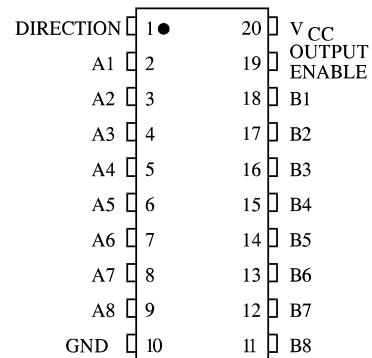 DIRECTION 1 20 VCC
A1 2 19 OUTPUT ENABLE
A2 3 18 B1
A3 4 17 B2
A4 5 16 B3
A5 6 15 B4
A6 7 14 B5
A7 8 13 B6
A8 9 12 B7
GND 10 11 B8